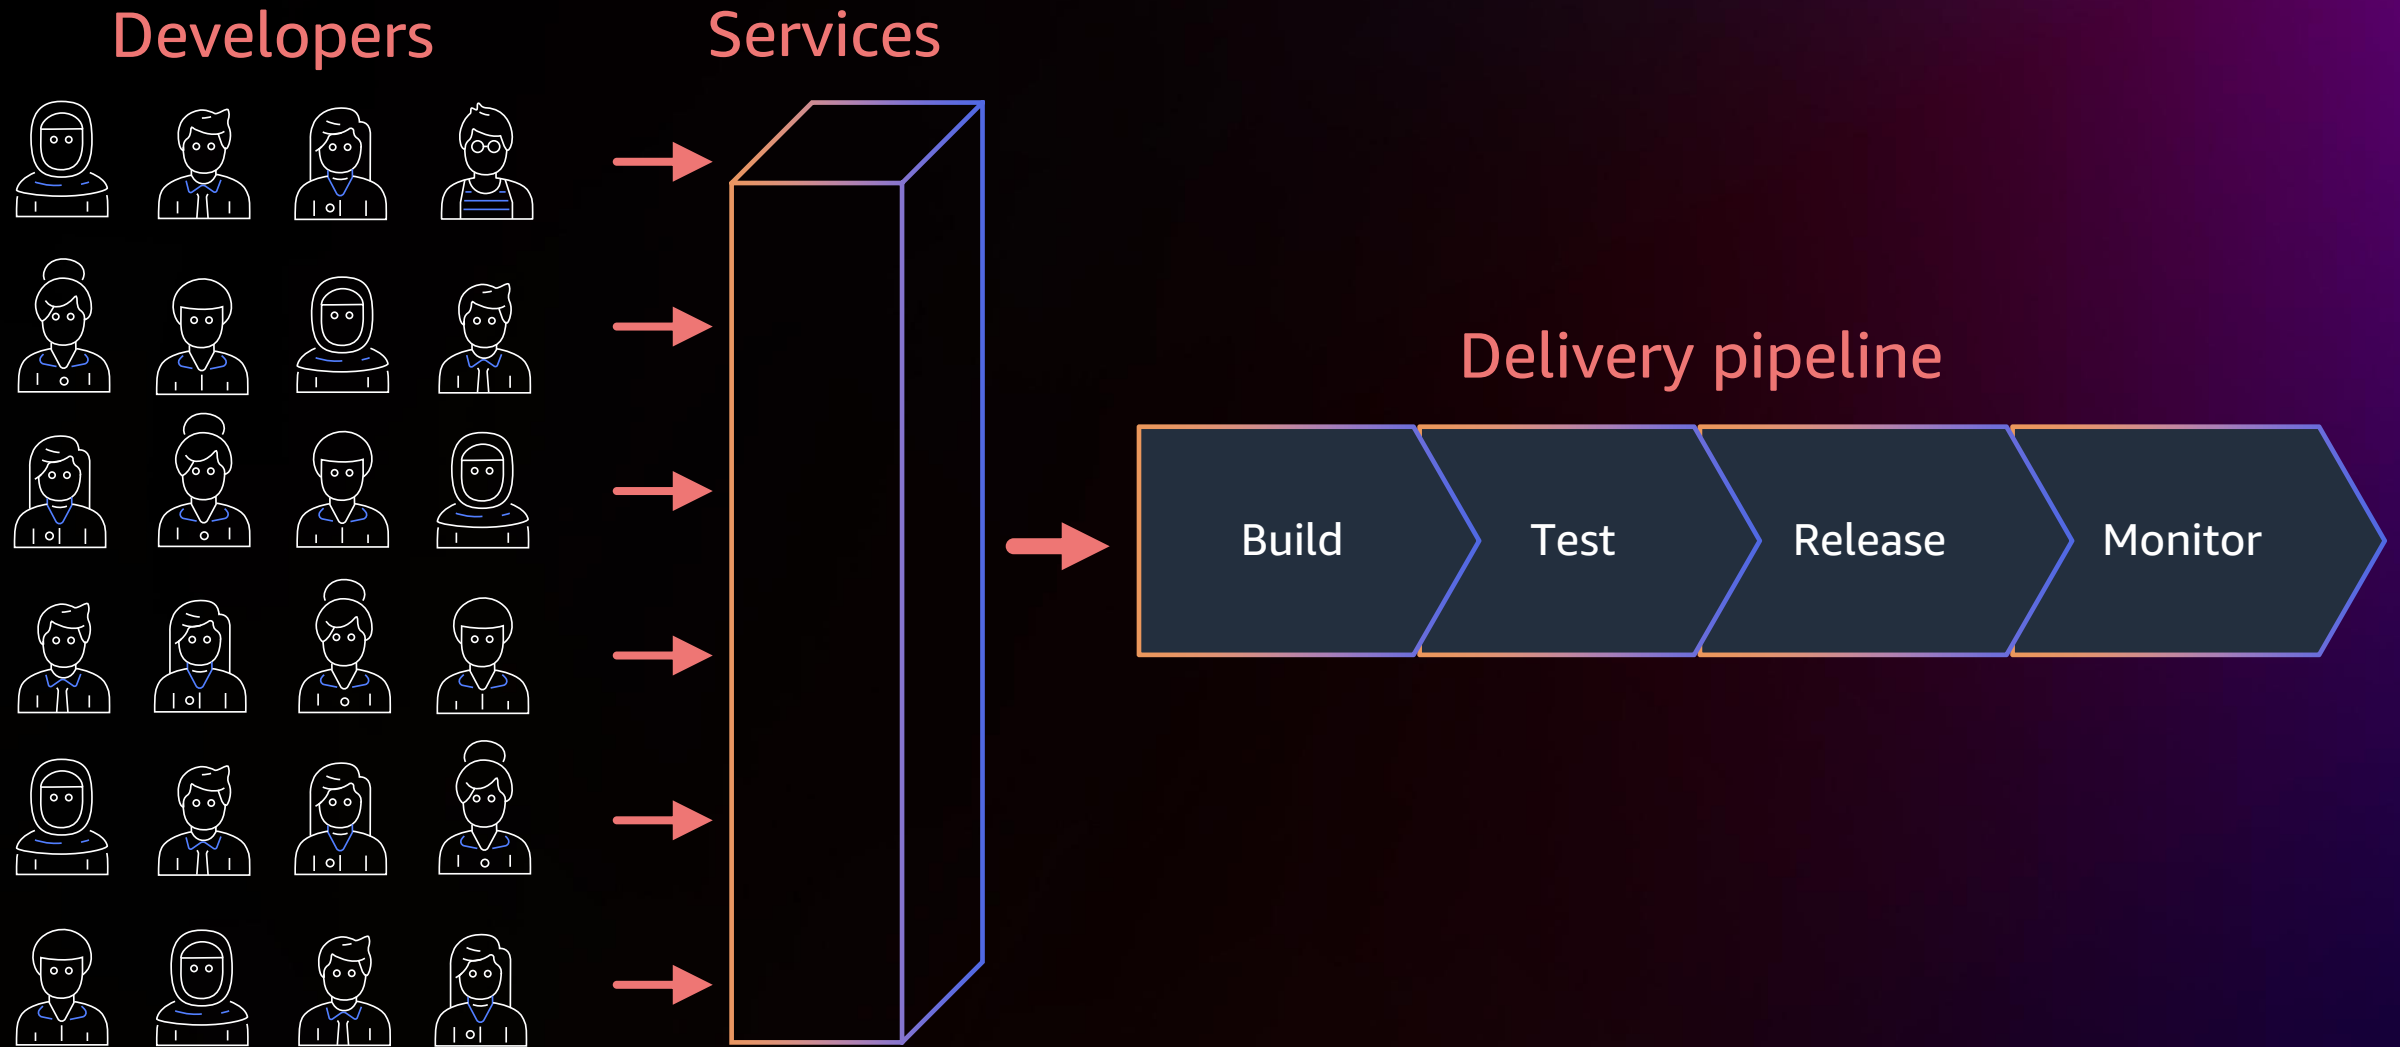 Developers
Services
Delivery pipeline
Build
Test
Release
Monitor